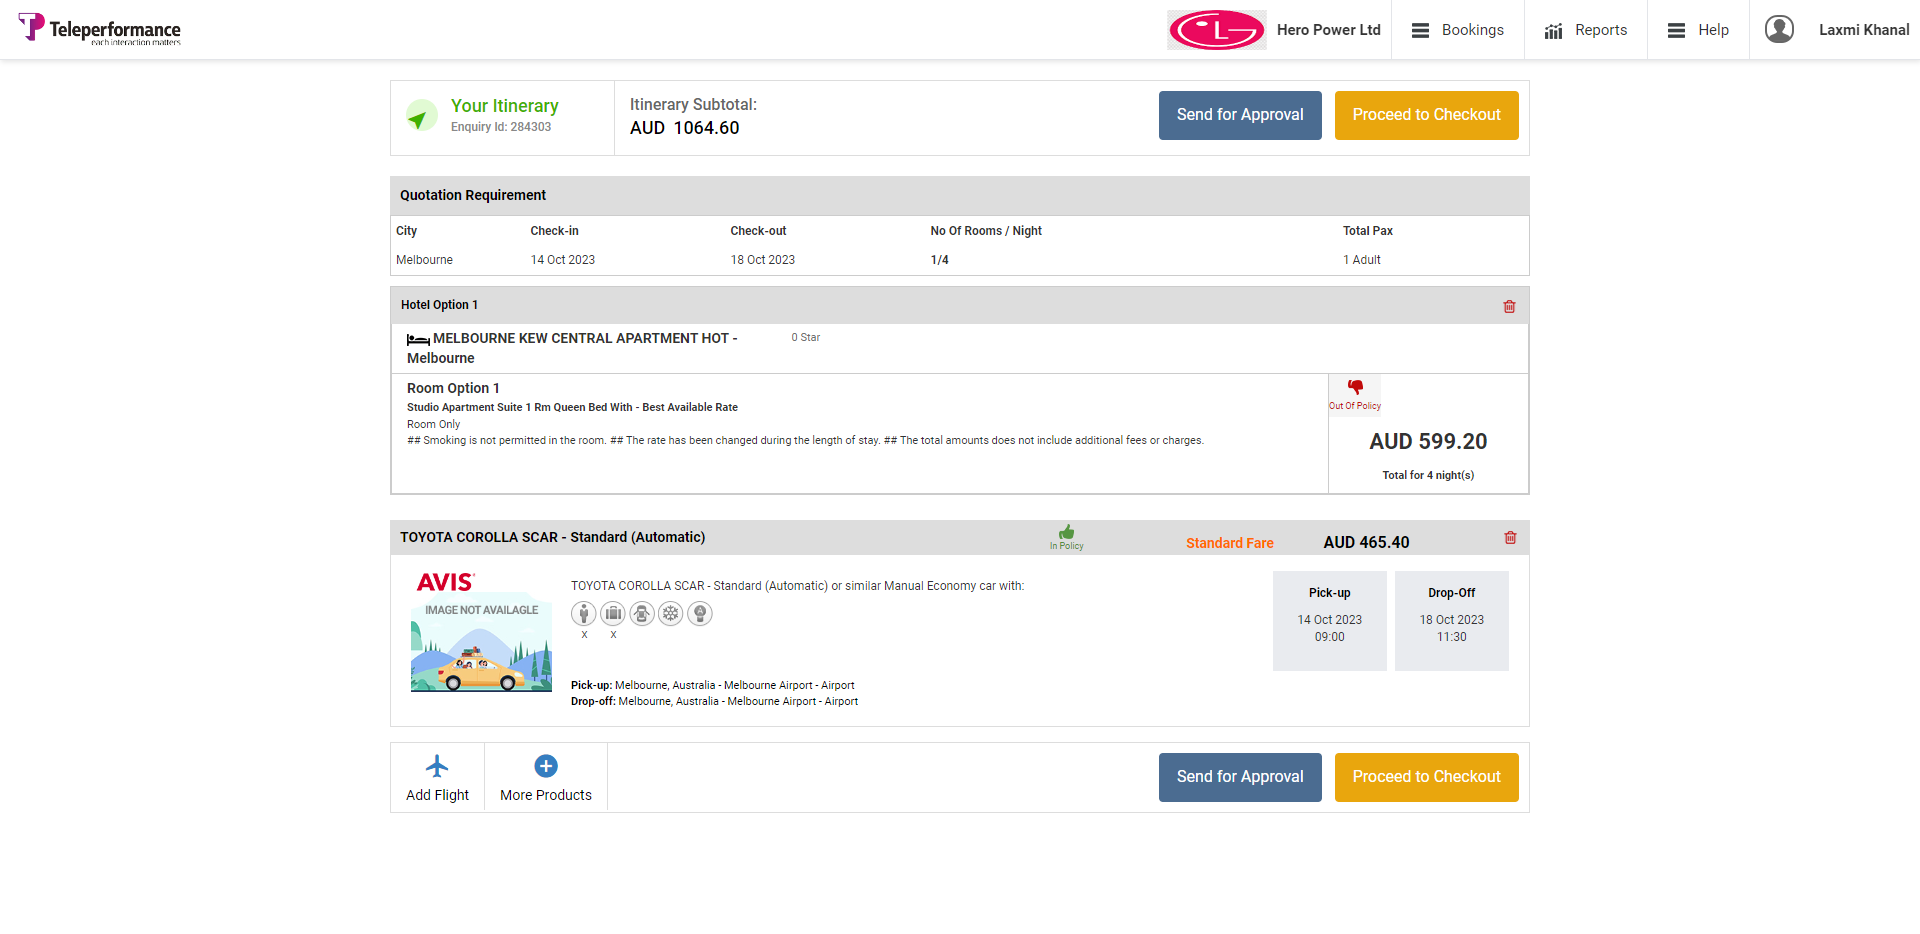 Teleperformance
each interaction matters
LG
Hero Power Ltd
Bookings
Reports
Help
Laxmi Khanal
Your Itinerary
Enquiry Id: 284303
Itinerary Subtotal:
AUD 1064.60
Send for Approval
Proceed to Checkout
Quotation Requirement
City Check-in Check-out No Of Rooms / Night Total Pax
Melbourne 14 Oct 2023 18 Oct 2023 1/4 1 Adult
Hotel Option 1
MELBOURNE KEW CENTRAL APARTMENT HOT - 0 Star
Melbourne
Room Option 1
Studio Apartment Suite 1 Rm Queen Bed With - Best Available Rate
Room Only
## Smoking is not permitted in the room. ## The rate has been changed during the length of stay. ## The total amounts does not include additional fees or charges.
Out Of Policy
AUD 599.20
Total for 4 night(s)
TOYOTA COROLLA SCAR - Standard (Automatic)
In Policy
Standard Fare
AUD 465.40
AVIS
IMAGE NOT AVAILAGLE
TOYOTA COROLLA SCAR - Standard (Automatic) or similar Manual Economy car with:
A
X X
Pick-up: Melbourne, Australia - Melbourne Airport - Airport
Drop-off: Melbourne, Australia - Melbourne Airport - Airport
Pick-up
14 Oct 2023
09:00
Drop-Off
18 Oct 2023
11:30
Add Flight
More Products
Send for Approval
Proceed to Checkout